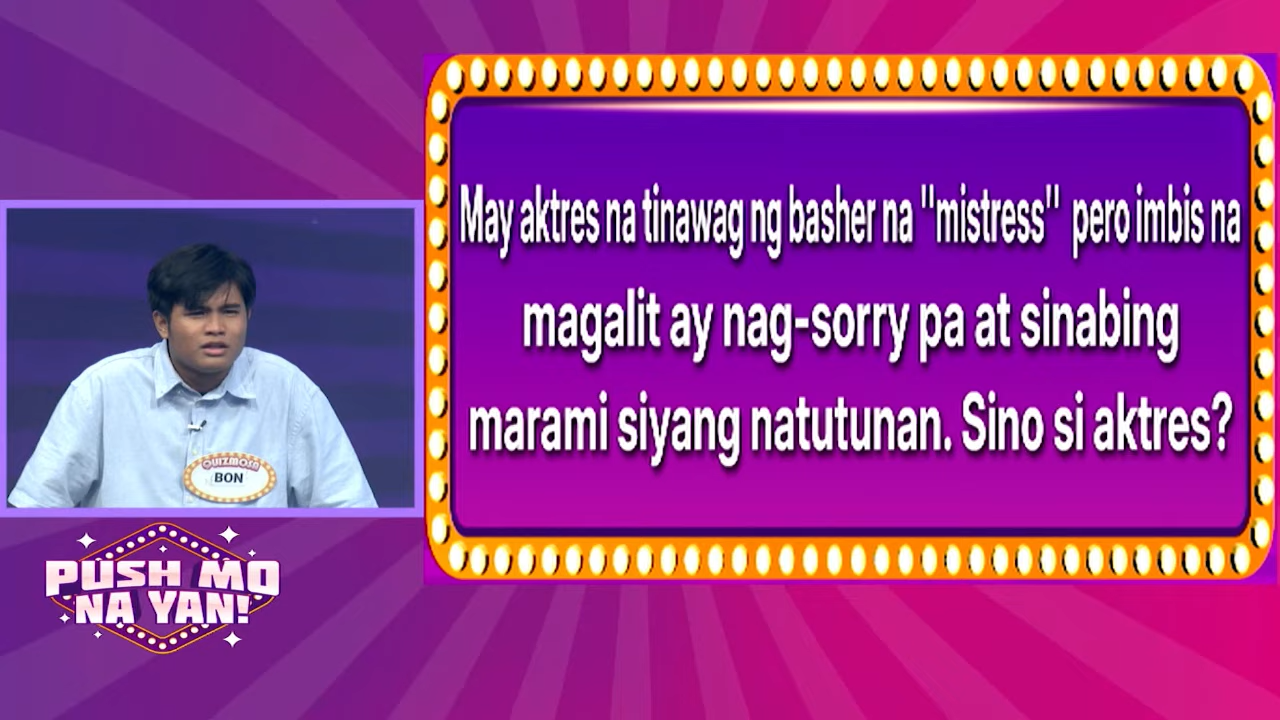 May aktres na tinawag ng basher na "mistress" pero imbis na
magalit ay nag-sorry pa at sinabing
marami siyang natutunan. Sino si aktres?
QUIZMOSA
BON
PUSH MO
NA YAN!